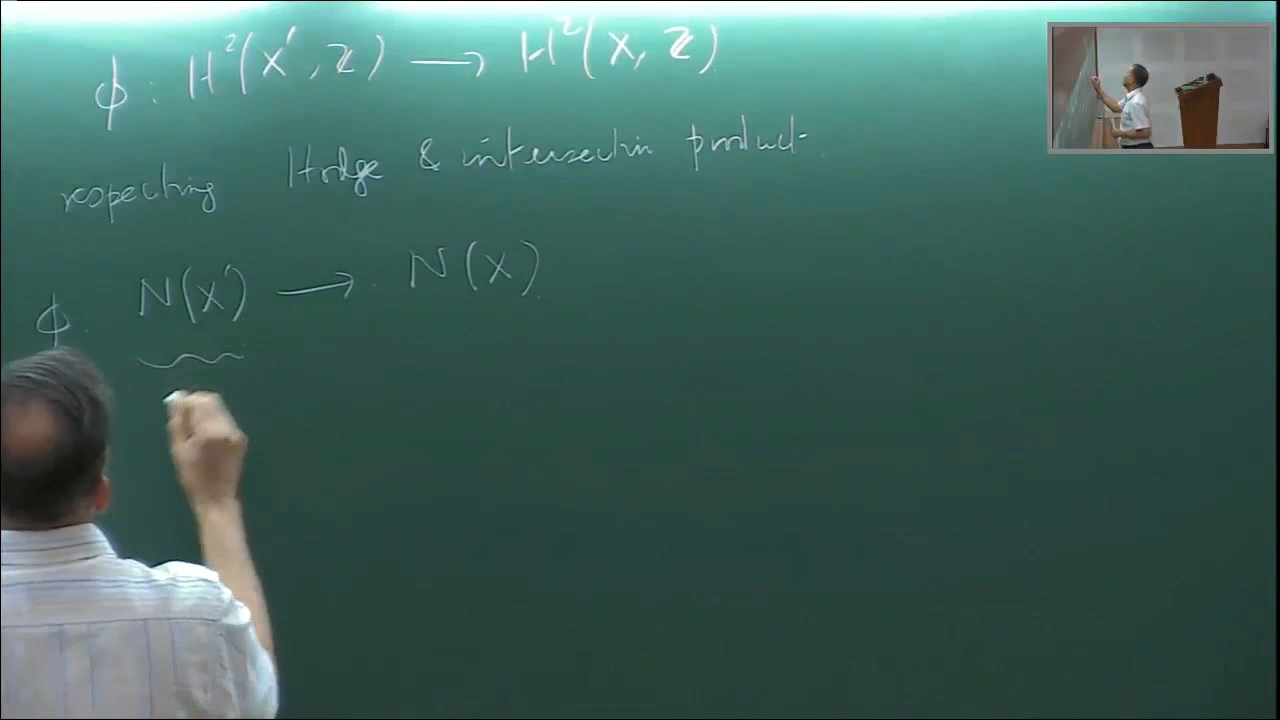 φ : H²(X', Z) → H²(X, Z)
respecting Hodge & intersection product.
φ : N(X') → N(X).